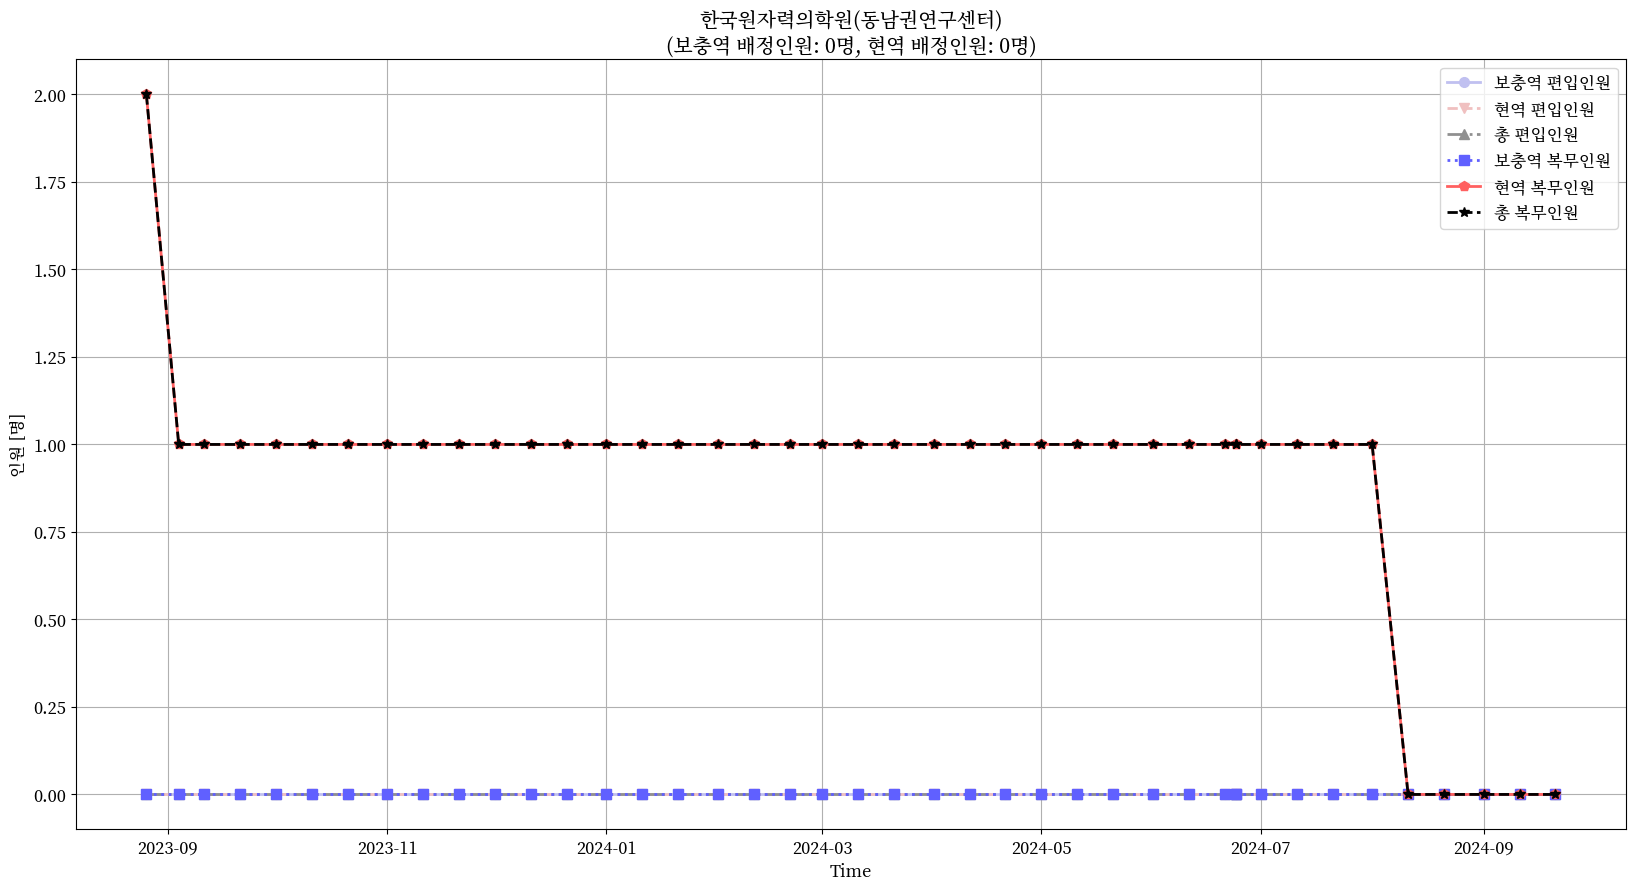 한국원자력의학원(동남권연구센터)
(보충역 배정인원: 0명, 현역 배정인원: 0명)
보충역 편입인원
현역 편입인원
총 편입인원
보충역 복무인원
현역 복무인원
총 복무인원
인원 [명]
2.00
1.75
1.50
1.25
1.00
0.75
0.50
0.25
0.00
2023-09
2023-11
2024-01
2024-03
2024-05
2024-07
2024-09
Time